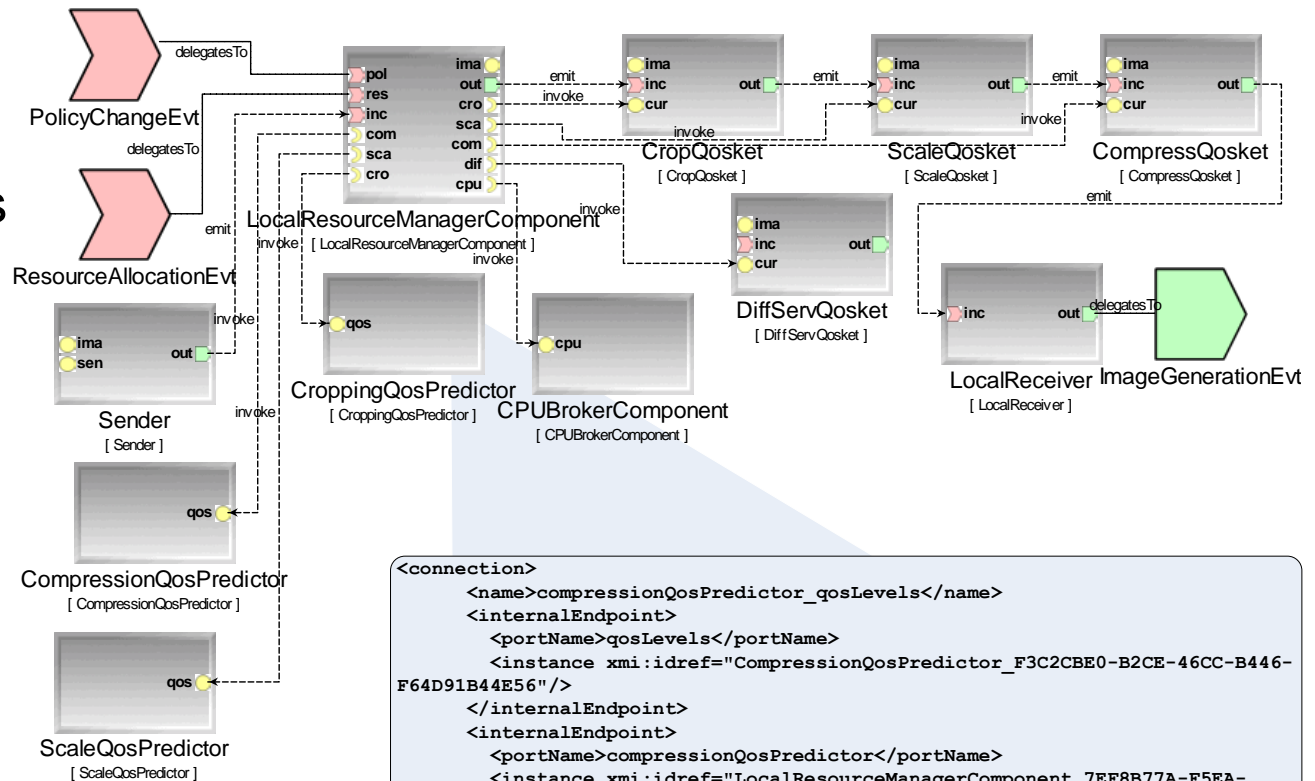 s
PolicyChangeEvt
delegatesTo
ResourceAllocationEvt
delegatesTo
pol
res
inc
com
sca
cro
ima
out
cro
sca
com
dif
cpu
LocalResourceManagerComponent
[ LocalResourceManagerComponent ]
emit
invoke
invoke
invoke
invoke
invoke
emit
invoke
invoke
invoke
ima
inc
cur
out
CropQosket
[ CropQosket ]
emit
ima
inc
cur
out
ScaleQosket
[ ScaleQosket ]
emit
ima
inc
cur
out
CompressQosket
[ CompressQosket ]
emit
ima
inc
cur
out
DiffServQosket
[ DiffServQosket ]
inc
out
LocalReceiver
[ LocalReceiver ]
delegatesTo
ImageGenerationEvt
ima
sen
out
Sender
[ Sender ]
qos
CroppingQosPredictor
[ CroppingQosPredictor ]
cpu
CPUBrokerComponent
[ CPUBrokerComponent ]
qos
CompressionQosPredictor
[ CompressionQosPredictor ]
qos
ScaleQosPredictor
[ ScaleQosPredictor ]
<connection>
<name>compressionQosPredictor_qosLevels</name>
<internalEndpoint>
<portName>qosLevels</portName>
<instance xmi:idref="CompressionQosPredictor_F3C2CBE0-B2CE-46CC-B446-
F64D91B44E56"/>
</internalEndpoint>
<internalEndpoint>
<portName>compressionQosPredictor</portName>
<instance xmi:idref="LocalResourceManagerComponent_7EF8B77A-F5EA-